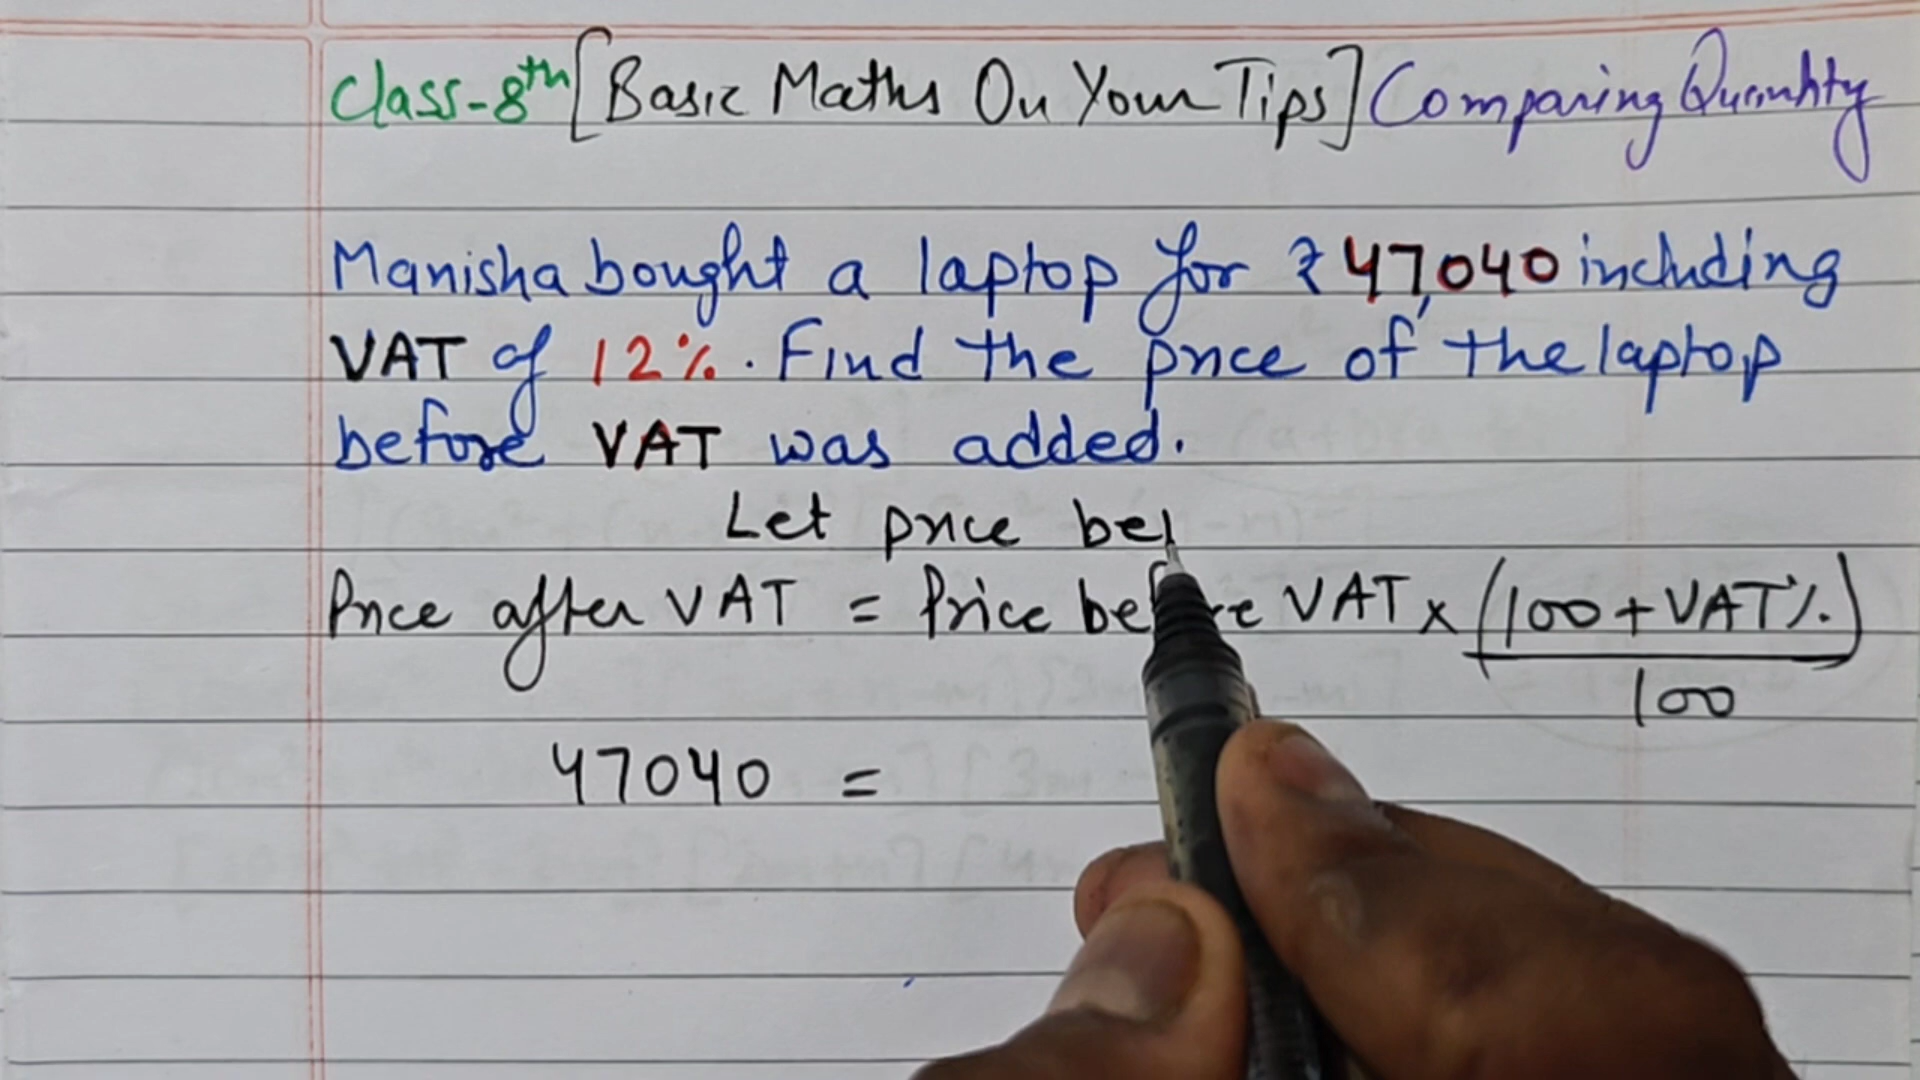 Class-8th [Basic Maths On Your Tips] Comparing Quantity
Manisha bought a laptop for ₹ 47,040 including
VAT of 12%. Find the price of the laptop
before VAT was added.
Let price be
Price after VAT = Price before VAT x (100 + VAT%)
100
47040 =